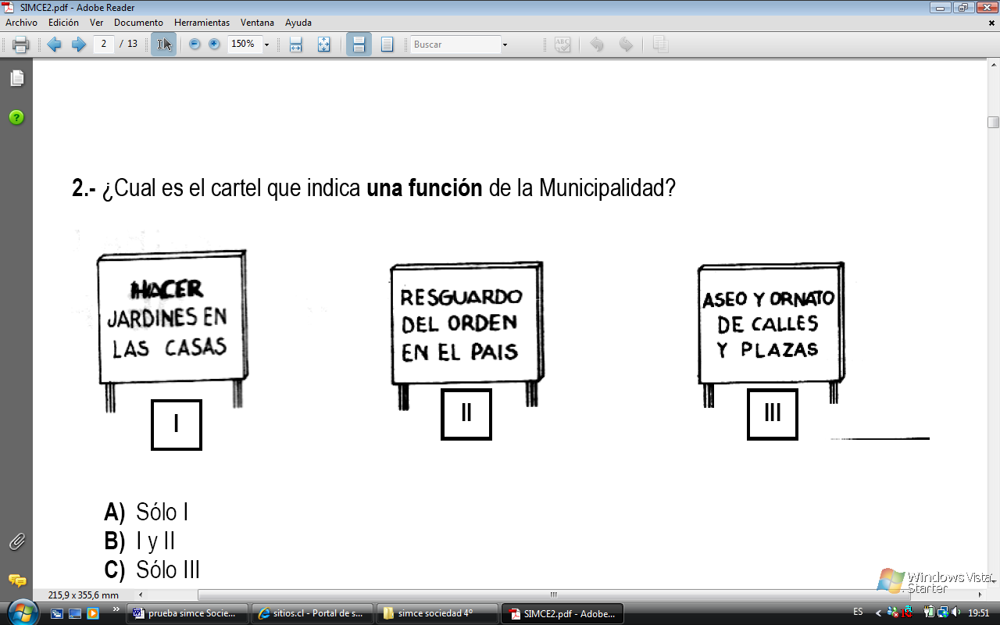 SIMCE2.pdf - Adobe Reader
Archivo Edición Ver Documento Herramientas Ventana Ayuda
2 / 13 150% Buscar
2.- ¿Cual es el cartel que indica una función de la Municipalidad?
HACER
JARDINES EN
LAS CASAS
I
RESGUARDO
DEL ORDEN
EN EL PAIS
II
ASEO Y ORNATO
DE CALLES
Y PLAZAS
III
A) Sólo I
B) I y II
C) Sólo III
Windows Vista
Starter
215,9 x 355,6 mm
prueba simce Socie... sitios.cl - Portal de s... simce sociedad 4º SIMCE2.pdf - Adobe... ES 19:51